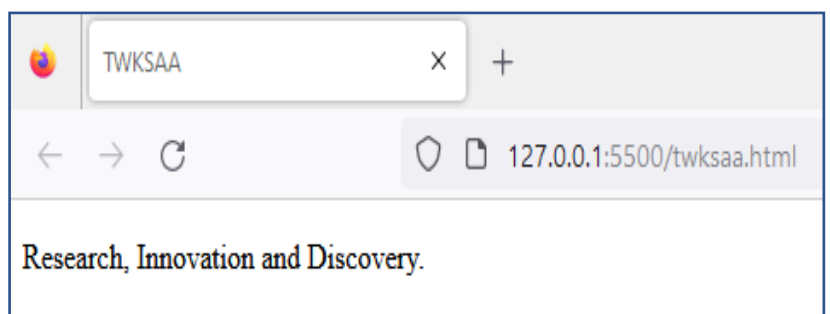 TWKSAA
127.0.0.1:5500/twksaa.html
Research, Innovation and Discovery.